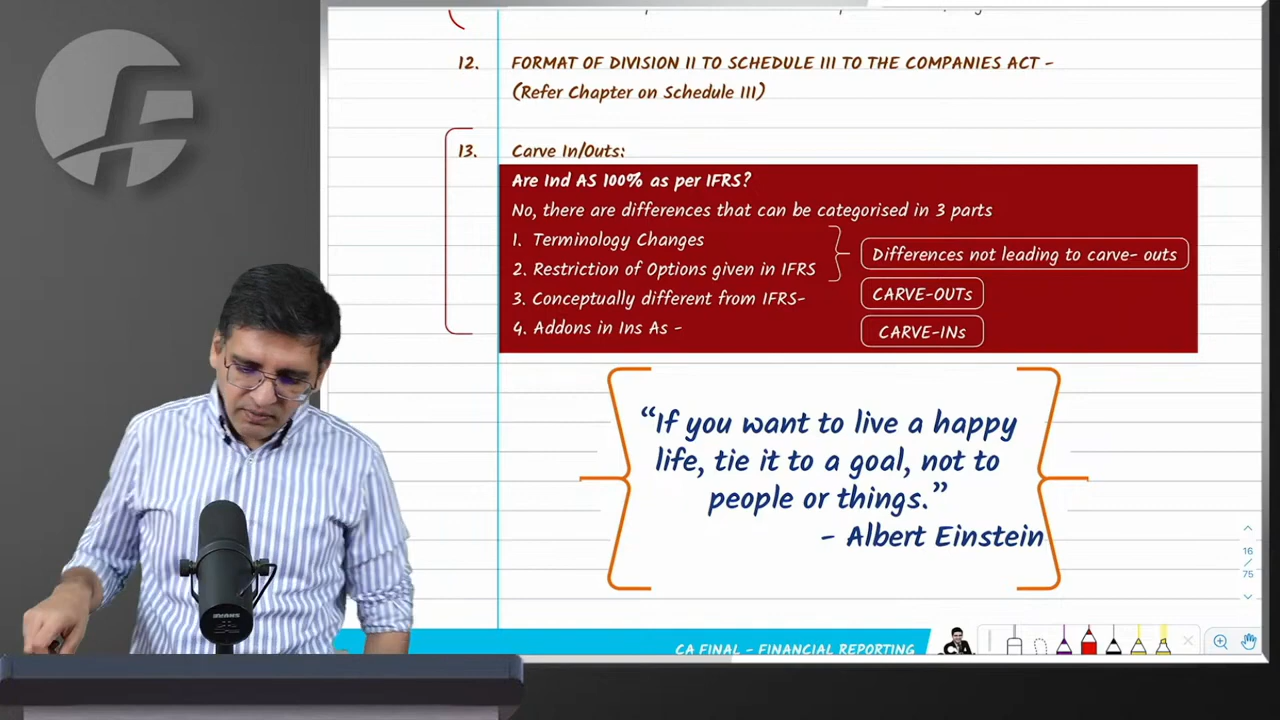 12. FORMAT OF DIVISION II TO SCHEDULE III TO THE COMPANIES ACT -
(Refer Chapter on Schedule III)
13. Carve In/Outs:
Are Ind AS 100% as per IFRS?
No, there are differences that can be categorised in 3 parts
1. Terminology Changes
2. Restriction of Options given in IFRS
Differences not leading to carve- outs
3. Conceptually different from IFRS-
CARVE-OUTs
4. Addons in Ins As -
CARVE-INs
"If you want to live a happy
life, tie it to a goal, not to
people or things."
- Albert Einstein
16
/
75
CA FINAL - FINANCIAL REPORTING